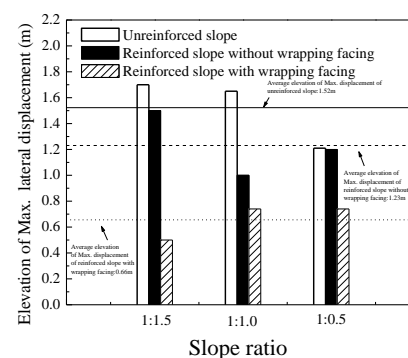 Elevation of Max. lateral displacement (m)
2.2
2.0
1.8
1.6
1.4
1.2
1.0
0.8
0.6
0.4
0.2
0.0
Unreinforced slope
Reinforced slope without wrapping facing
Reinforced slope with wrapping facing
Average elevation of Max. displacement of
unreinforced slope:1.52m
Average elevation of
Max. displacement of
reinforced slope without
wrapping facing:1.23m
Average elevation
of Max. displacement
of reinforced slope with
wrapping facing:0.66m
1:1.5
1:1.0
1:0.5
Slope ratio